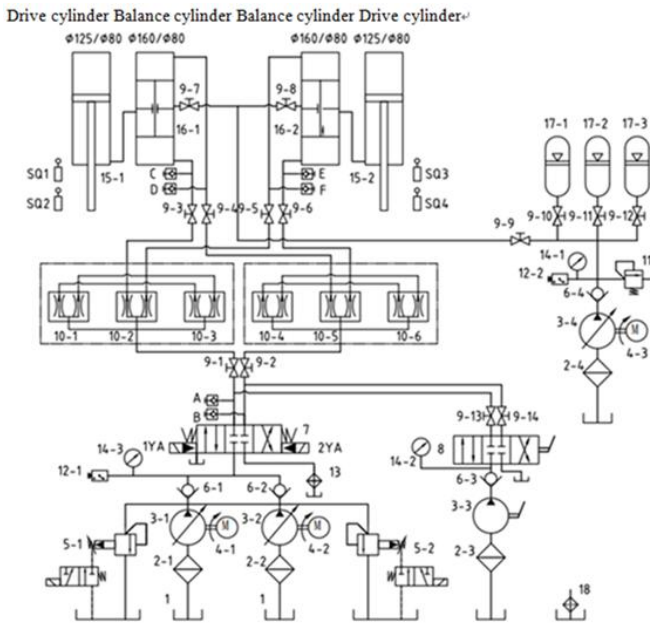 Drive cylinder Balance cylinder Balance cylinder Drive cylinder
Φ125/Φ80 Φ160/Φ80 Φ160/Φ80 Φ125/Φ80
9-7 9-8
17-1 17-2 17-3
16-1 16-2
SQ1 15-1 C E 15-2 SQ3
SQ2 D F SQ4
9-3 9-4 9-5 9-6
9-10 9-11 9-12
9-9
14-1 11
12-2
6-4
10-1 10-2 10-3 10-4 10-5 10-6
3-4 M
4-3
9-1 9-2
2-4
A
B
9-13 9-14
14-3 1YA 7 2YA
14-2 8
12-1 13
6-1 6-2 6-3
3-1 M 3-2 M 3-3
5-1 4-1 4-2 5-2
2-1 2-2 2-3
W W
1 1 18